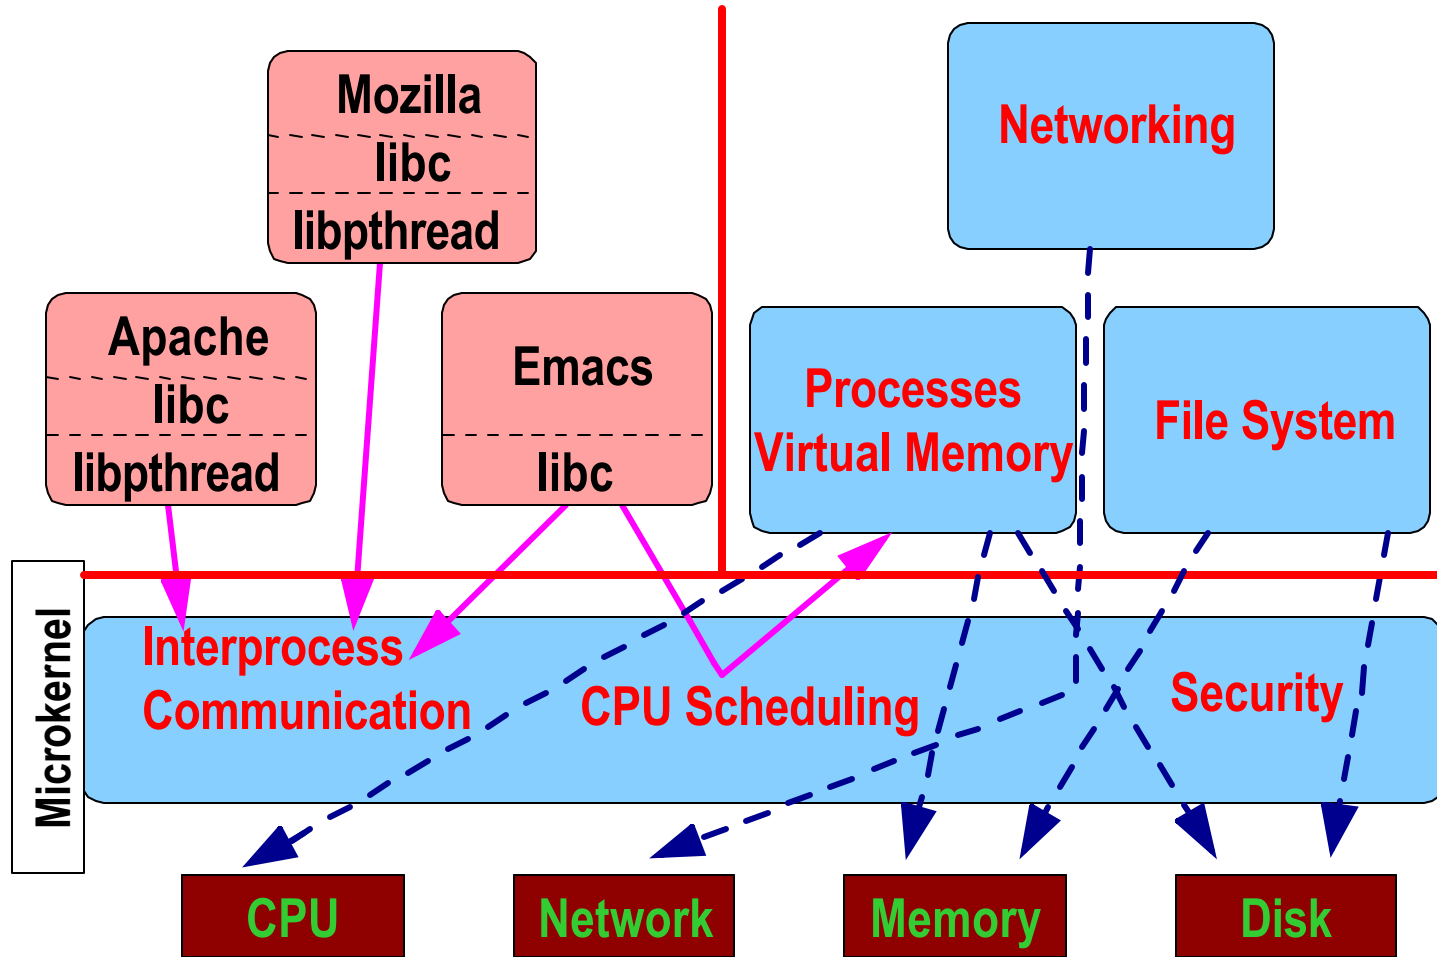 Mozilla
libc
libpthread
Networking
Apache
libc
libpthread
Emacs
libc
Processes
Virtual Memory
File System
Microkernel
Interprocess
Communication
CPU Scheduling
Security
CPU
Network
Memory
Disk